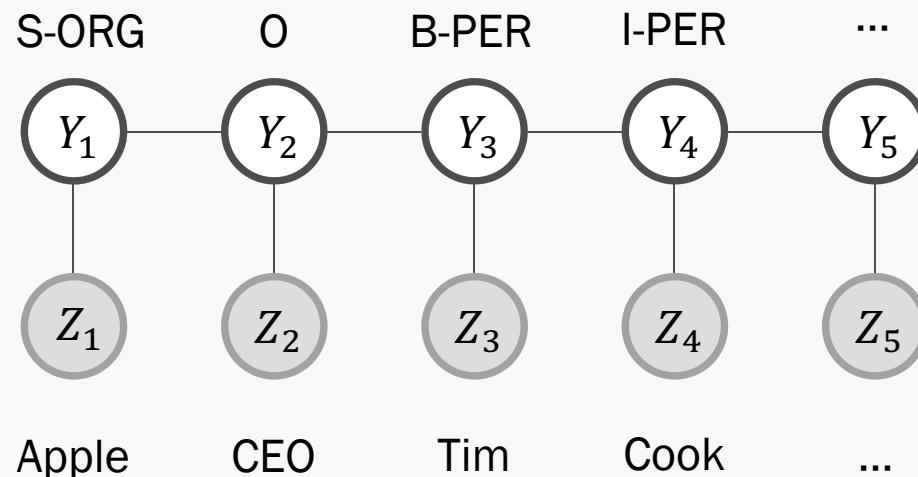 S-ORG O B-PER I-PER ...
Y₁ Y₂ Y₃ Y₄ Y₅
Z₁ Z₂ Z₃ Z₄ Z₅
Apple CEO Tim Cook ...